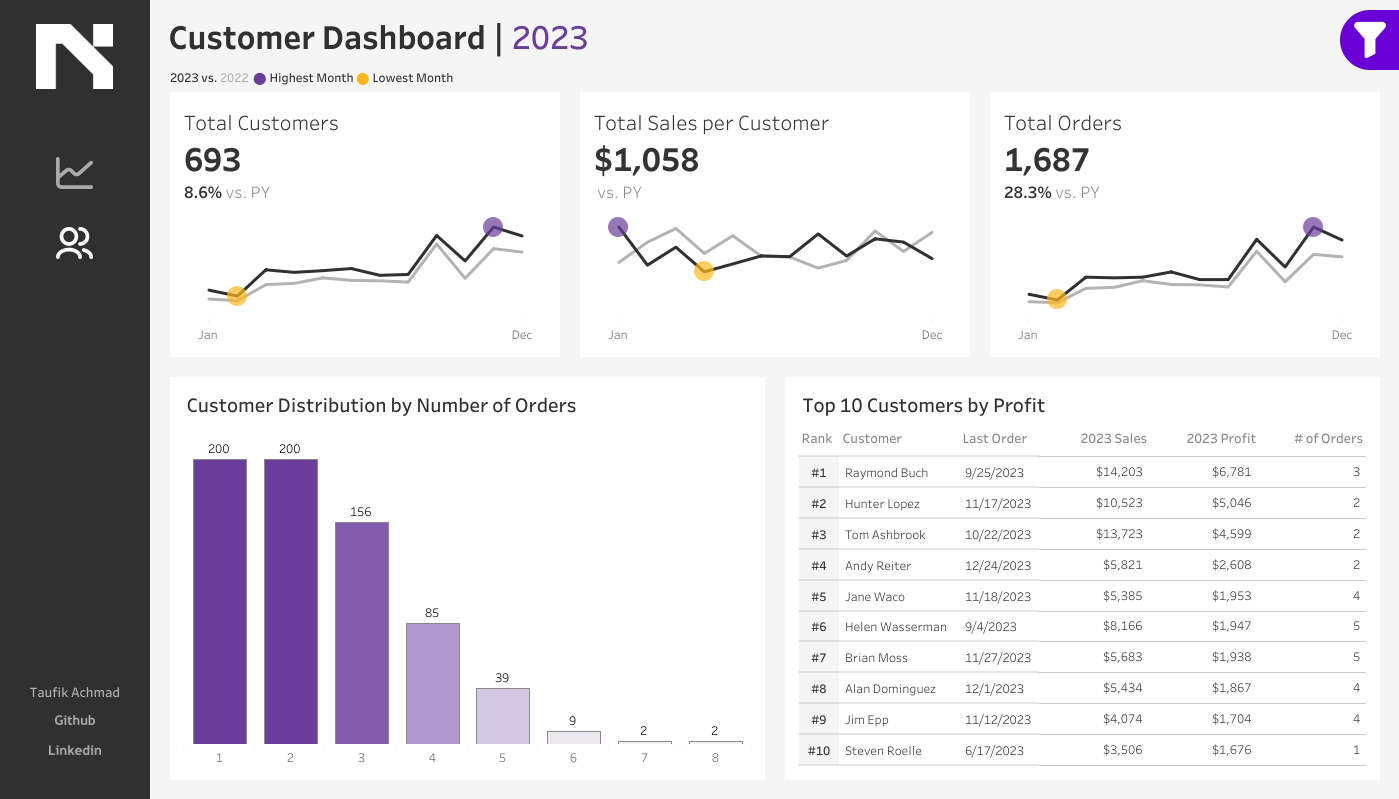 Customer Dashboard | 2023
2023 vs. 2022 Highest Month Lowest Month
Total Customers
693
8.6% vs. PY
Jan Dec
Total Sales per Customer
$1,058
vs. PY
Jan Dec
Total Orders
1,687
28.3% vs. PY
Jan Dec
Customer Distribution by Number of Orders
200 200 156 85 39 9 2 2
1 2 3 4 5 6 7 8
Top 10 Customers by Profit
Rank Customer Last Order 2023 Sales 2023 Profit # of Orders
#1 Raymond Buch 9/25/2023 $14,203 $6,781 3
#2 Hunter Lopez 11/17/2023 $10,523 $5,046 2
#3 Tom Ashbrook 10/22/2023 $13,723 $4,599 2
#4 Andy Reiter 12/24/2023 $5,821 $2,608 2
#5 Jane Waco 11/18/2023 $5,385 $1,953 4
#6 Helen Wasserman 9/4/2023 $8,166 $1,947 5
#7 Brian Moss 11/27/2023 $5,683 $1,938 5
#8 Alan Dominguez 12/1/2023 $5,434 $1,867 4
#9 Jim Epp 11/12/2023 $4,074 $1,704 4
#10 Steven Roelle 6/17/2023 $3,506 $1,676 1
Taufik Achmad
Github
Linkedin